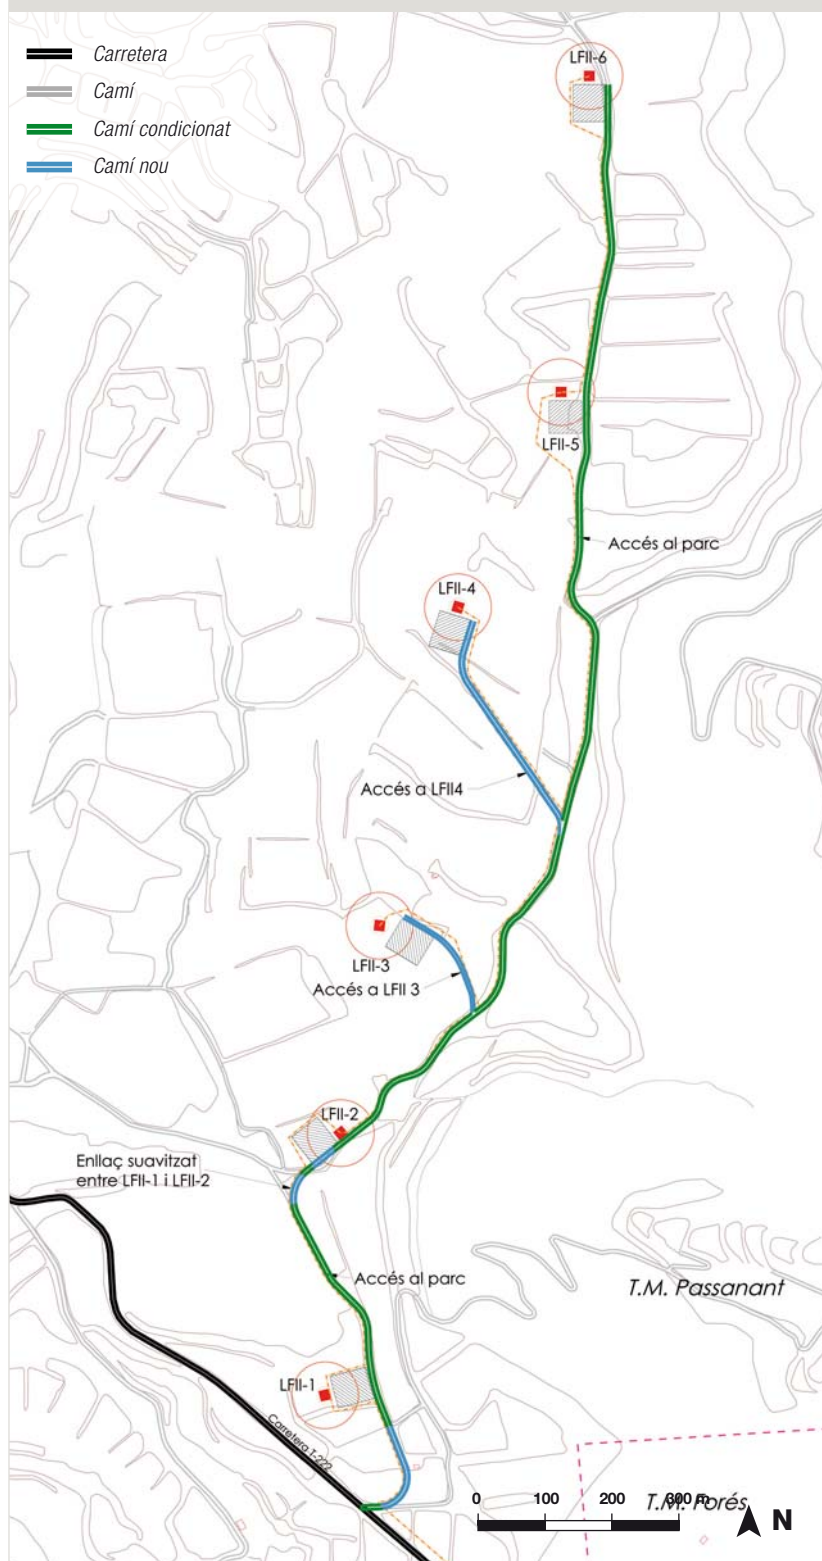 Carretera
Camí
Camí condicionat
Camí nou
LFII-6
LFII-5
Accés al parc
LFII-4
Accés a LFII4
LFII-3
Accés a LFII 3
LFII-2
Enllaç suavitzat
entre LFII-1 i LFII-2
Accés al parc
T.M. Passanant
LFII-1
Carretera T-222
0 100 200 300 m
T.M. Forés
N